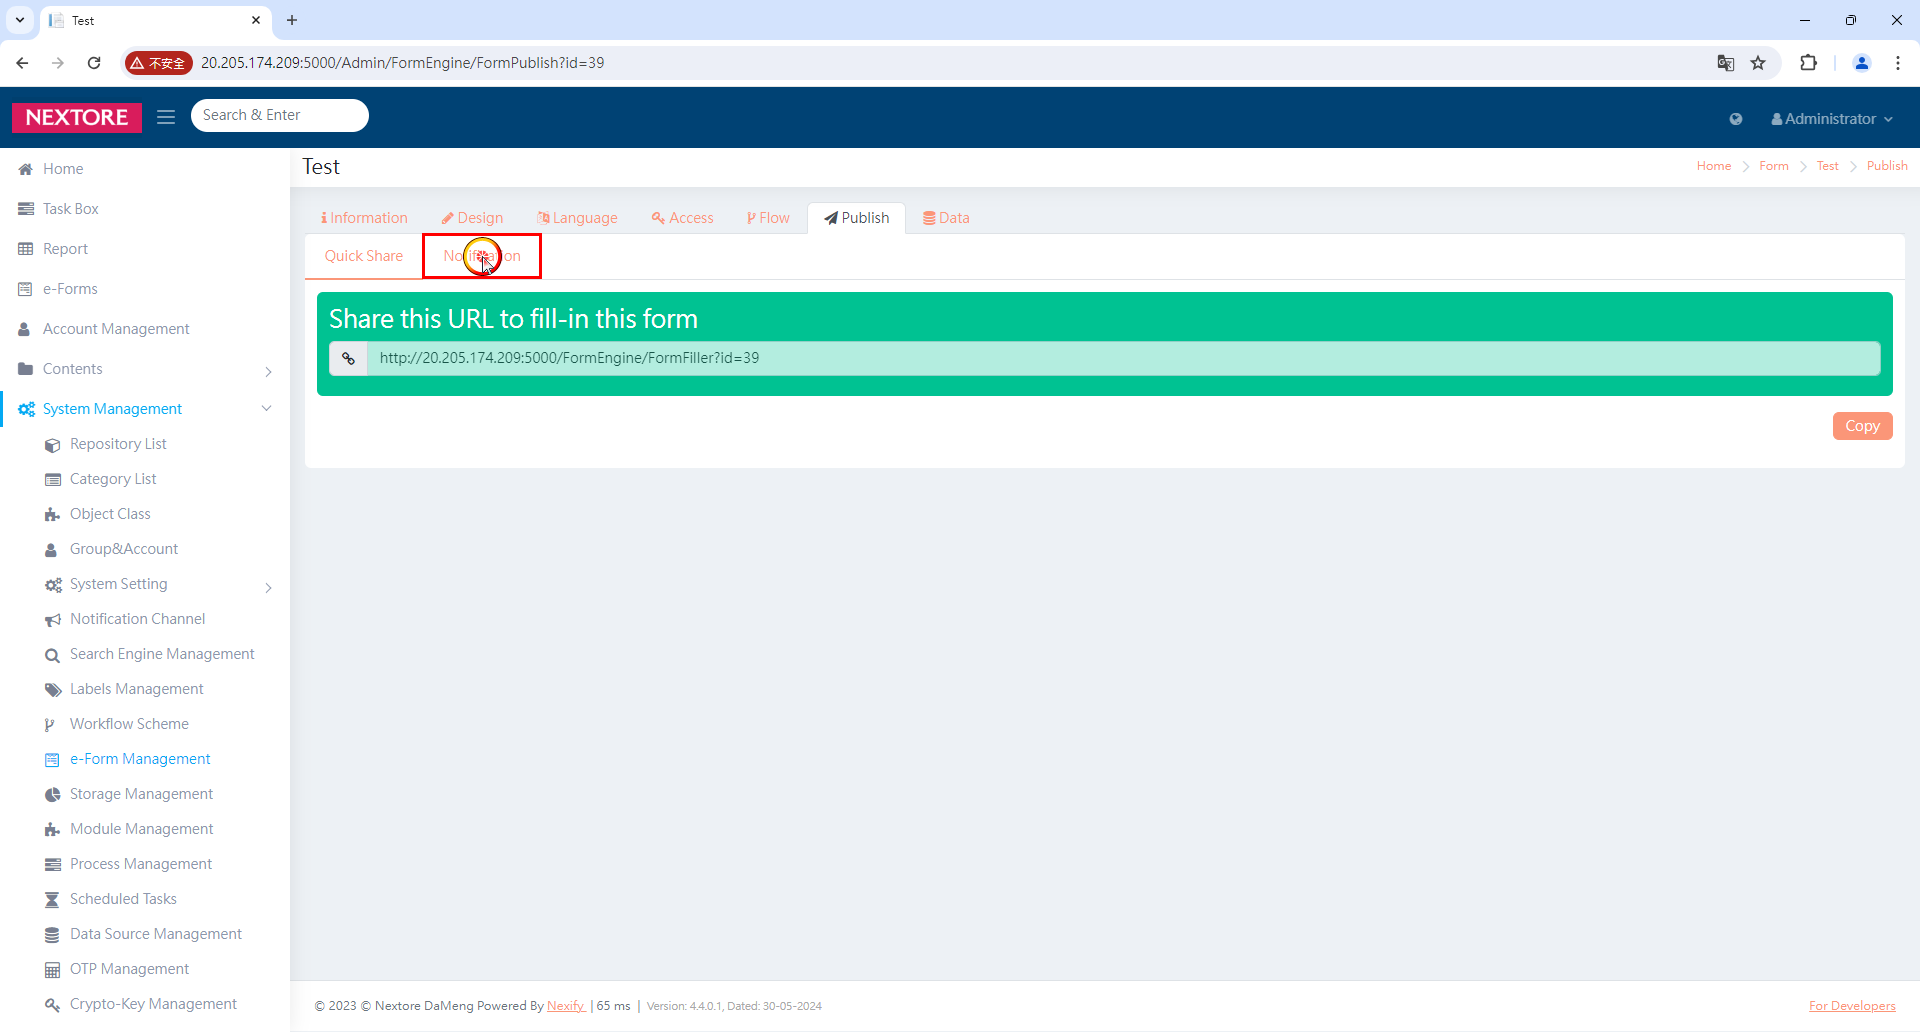 Test
不安全
20.205.174.209:5000/Admin/FormEngine/FormPublish?id=39
NEXTORE
Search & Enter
Administrator
Home
Task Box
Report
e-Forms
Account Management
Contents
System Management
Repository List
Category List
Object Class
Group&Account
System Setting
Notification Channel
Search Engine Management
Labels Management
Workflow Scheme
e-Form Management
Storage Management
Module Management
Process Management
Scheduled Tasks
Data Source Management
OTP Management
Crypto-Key Management
Test
Home Form Test Publish
Information Design Language Access Flow Publish Data
Quick Share Notification
Share this URL to fill-in this form
http://20.205.174.209:5000/FormEngine/FormFiller?id=39
Copy
© 2023 © Nextore DaMeng Powered By Nexify | 65 ms | Version: 4.4.0.1, Dated: 30-05-2024
For Developers